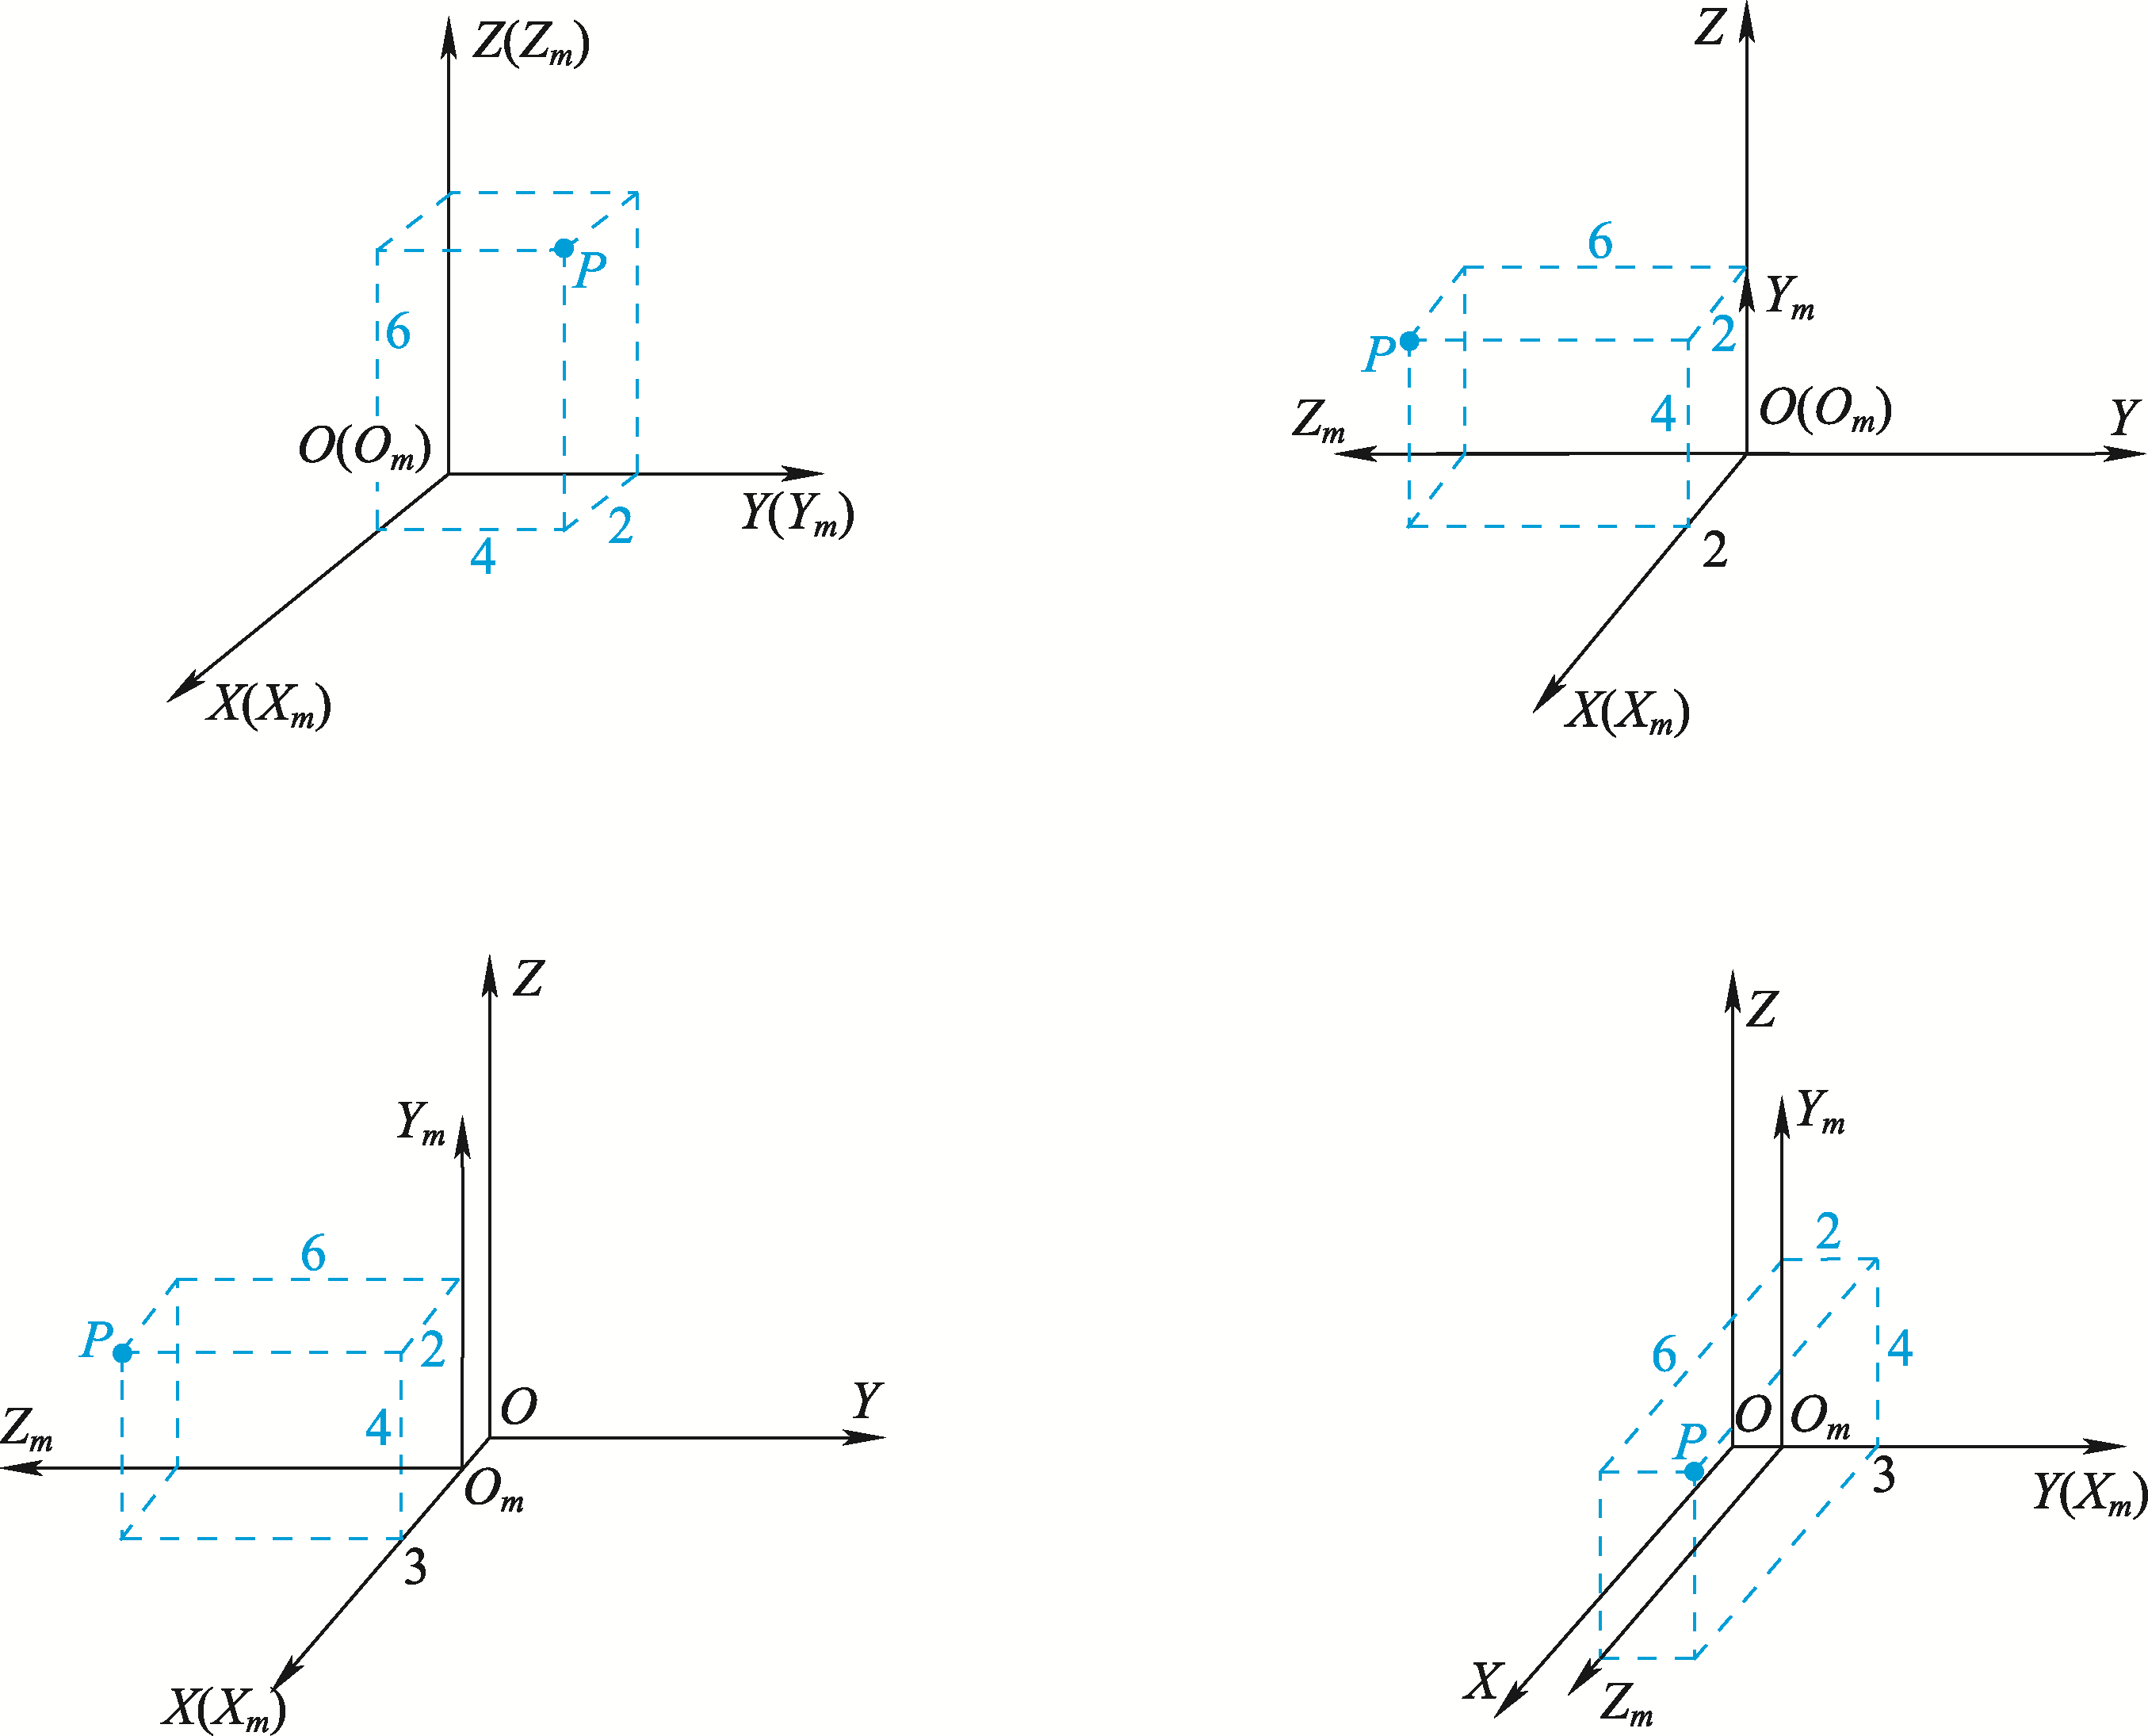 Z(Zₘ)
P
6
O(Oₘ)
Y(Yₘ)
2
4
X(Xₘ)
Z
6
Yₘ
2
P
4
O(Oₘ)
Zₘ
Y
2
X(Xₘ)
Z
Yₘ
6
P
2
O
4
Y
Zₘ
Oₘ
3
X(Xₘ)
Z
Yₘ
2
6
4
O
Oₘ
P
3
Y(Xₘ)
X
Zₘ